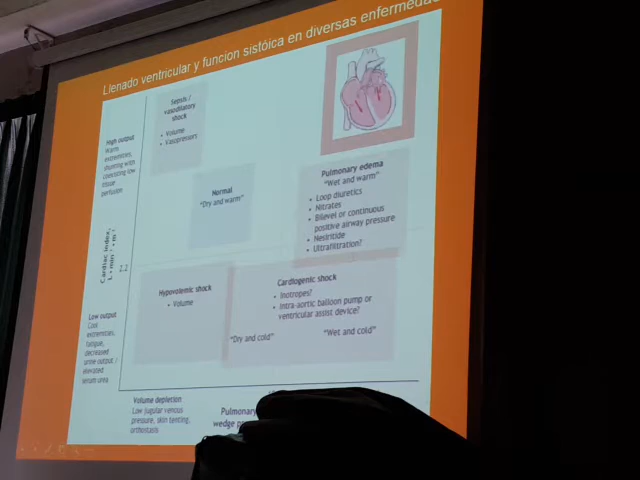 Llenado ventricular y funcion sistóica en diversas enfermedad
High output
Warm
extremities,
shunting with
coexisting low
tissue
perfusion
Sepsis /
vasodilatory
shock
• Volume
• Vasopressors
Normal
"Dry and warm"
Pulmonary edema
"Wet and warm"
• Loop diuretics
• Nitrates
• Bilevel or continuous
positive airway pressure
• Nesiritide
• Ultrafiltration?
Cardiac index,
Hypovolemic shock
• Volume
Cardiogenic shock
• Inotropes?
• Intra-aortic balloon pump or
ventricular assist device?
"Dry and cold"
"Wet and cold"
Low output
Cool
extremities,
fatigue,
decreased
urine output /
elevated
serum urea
Volume depletion
Low jugular venous
pressure, skin tenting,
orthostasis
Pulmonary
wedge